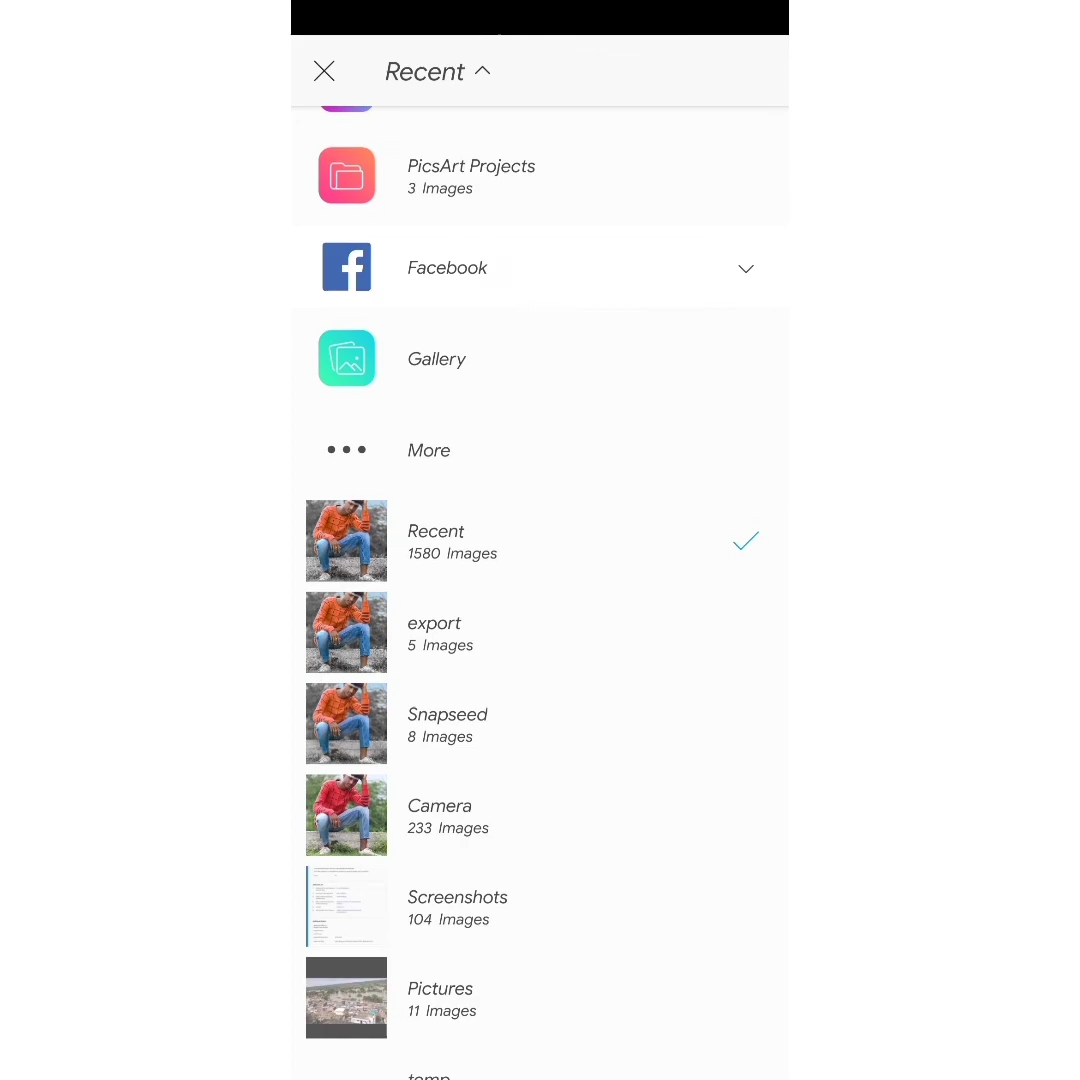 Recent
PicsArt Projects
3 Images
Facebook
Gallery
More
Recent
1580 Images
export
5 Images
Snapseed
8 Images
Camera
233 Images
Screenshots
104 Images
Pictures
11 Images
temp